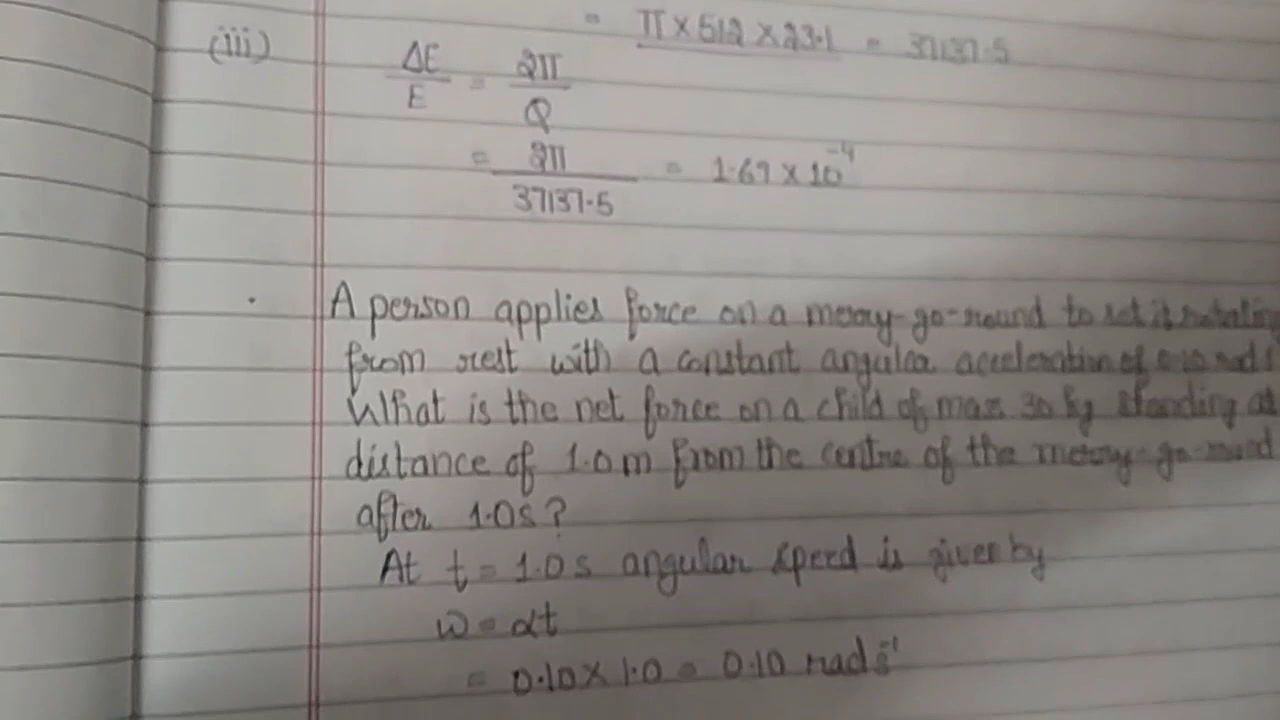 = π × 512 × 23.1 = 37137.5
(iii) ΔE/E = 2π/Q
= 2π/37137.5 = 1.69 × 10⁻⁴
. A person applies force on a merry-go-round to set it rotating
from rest with a constant angular acceleration of 0.10 rad s
What is the net force on a child of mass 30 kg standing at
distance of 1.0 m from the centre of the merry-go-round
after 1.0s?
At t = 1.0 s angular speed is given by
ω = αt
= 0.10 × 1.0 = 0.10 rad s⁻¹